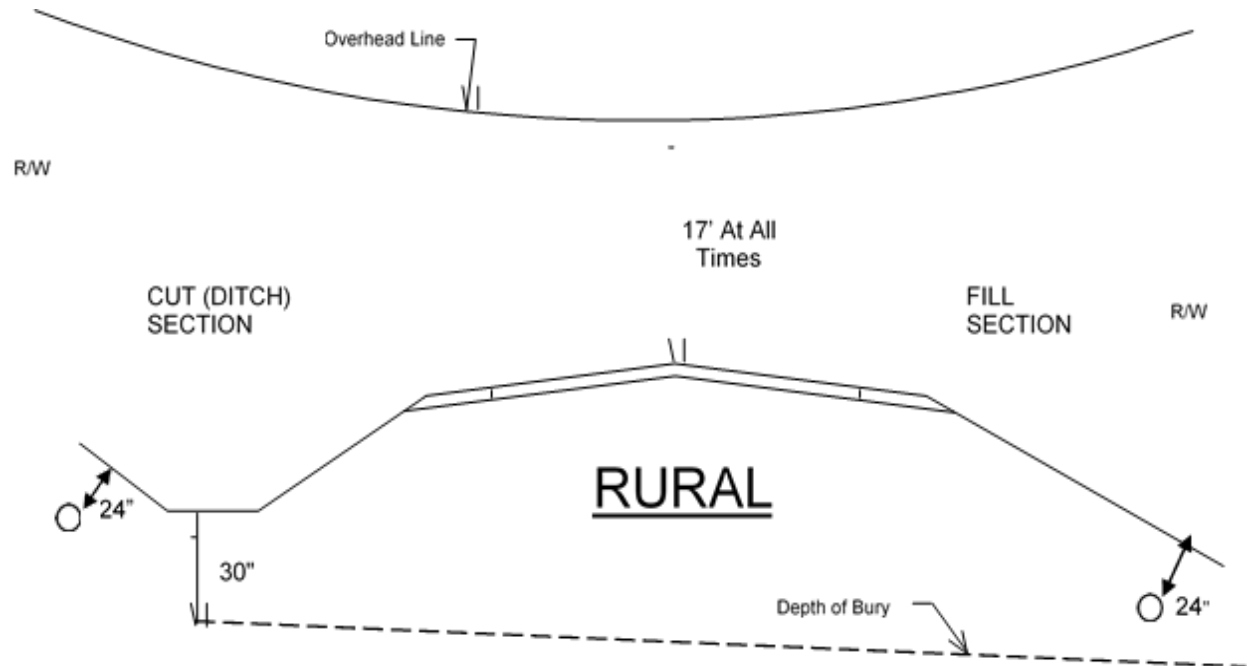 Overhead Line
R/W
17' At All
Times
CUT (DITCH)
SECTION
FILL
SECTION
R/W
RURAL
24"
30"
Depth of Bury
24"